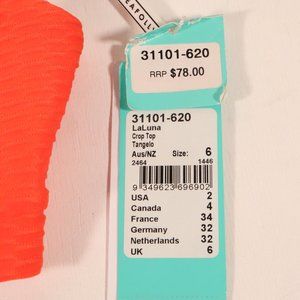 EAFOLLY
31101-620
RRP $78.00
31101-620
LaLuna
Crop Top
Tangelo
Aus/NZ Size: 6
2464 1446
9 349623 696902
USA 2
Canada 4
France 34
Germany 32
Netherlands 32
UK 6